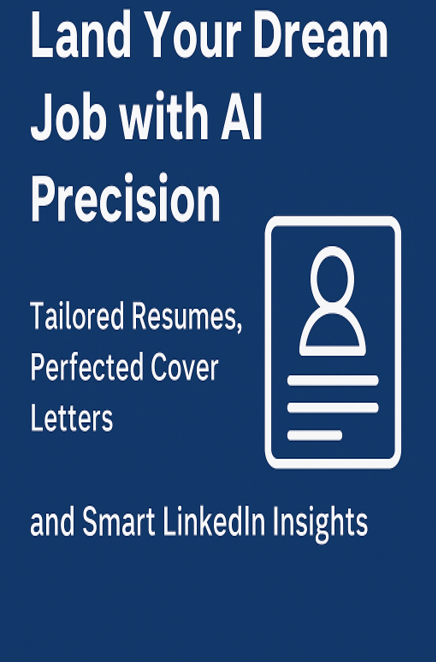 Land Your Dream
Job with AI
Precision
Tailored Resumes,
Perfected Cover
Letters
and Smart LinkedIn Insights